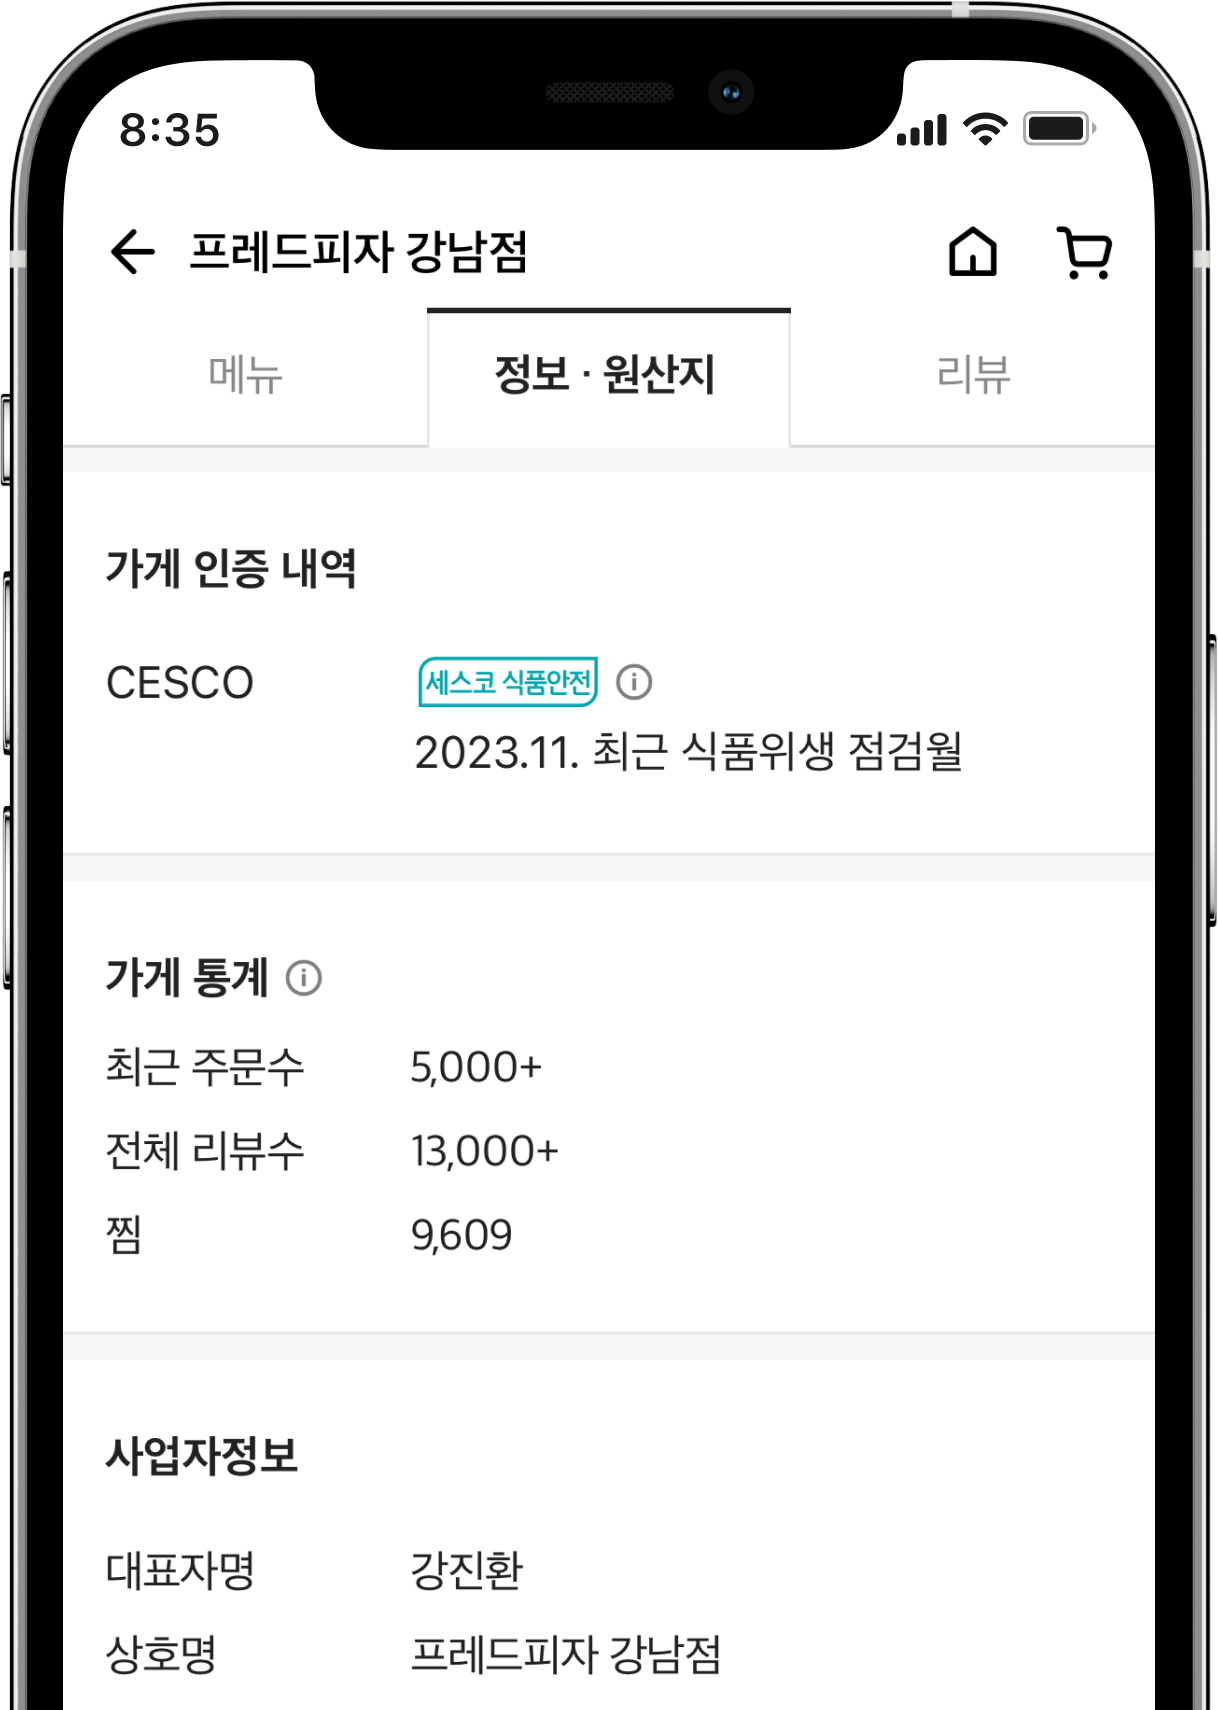 8:35
프레드피자 강남점
메뉴
정보 · 원산지
리뷰
가게 인증 내역
CESCO
세스코 식품안전
2023.11. 최근 식품위생 점검월
가게 통계
최근 주문수 5,000+
전체 리뷰수 13,000+
찜 9,609
사업자정보
대표자명 강진환
상호명 프레드피자 강남점